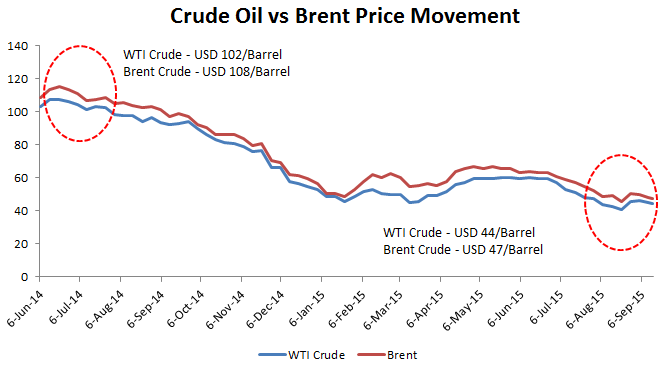 Crude Oil vs Brent Price Movement
WTI Crude - USD 102/Barrel
Brent Crude - USD 108/Barrel
140
120
100
80
60
40
20
0
WTI Crude - USD 44/Barrel
Brent Crude - USD 47/Barrel
6-Jun-14
6-Jul-14
6-Aug-14
6-Sep-14
6-Oct-14
6-Nov-14
6-Dec-14
6-Jan-15
6-Feb-15
6-Mar-15
6-Apr-15
6-May-15
6-Jun-15
6-Jul-15
6-Aug-15
6-Sep-15
WTI Crude
Brent